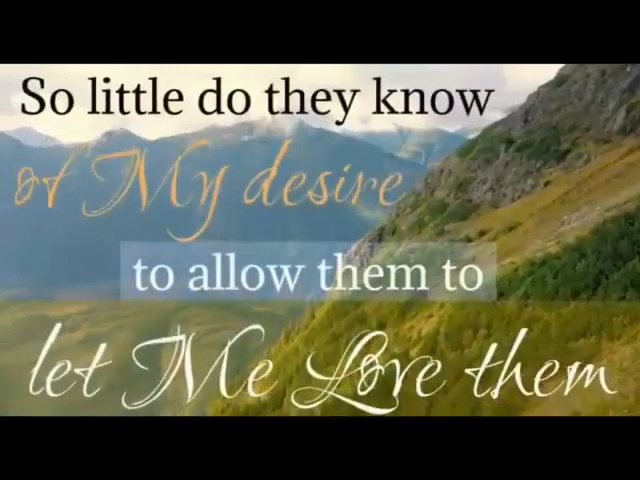 So little do they know
of My desire
to allow them to
let Me Love them